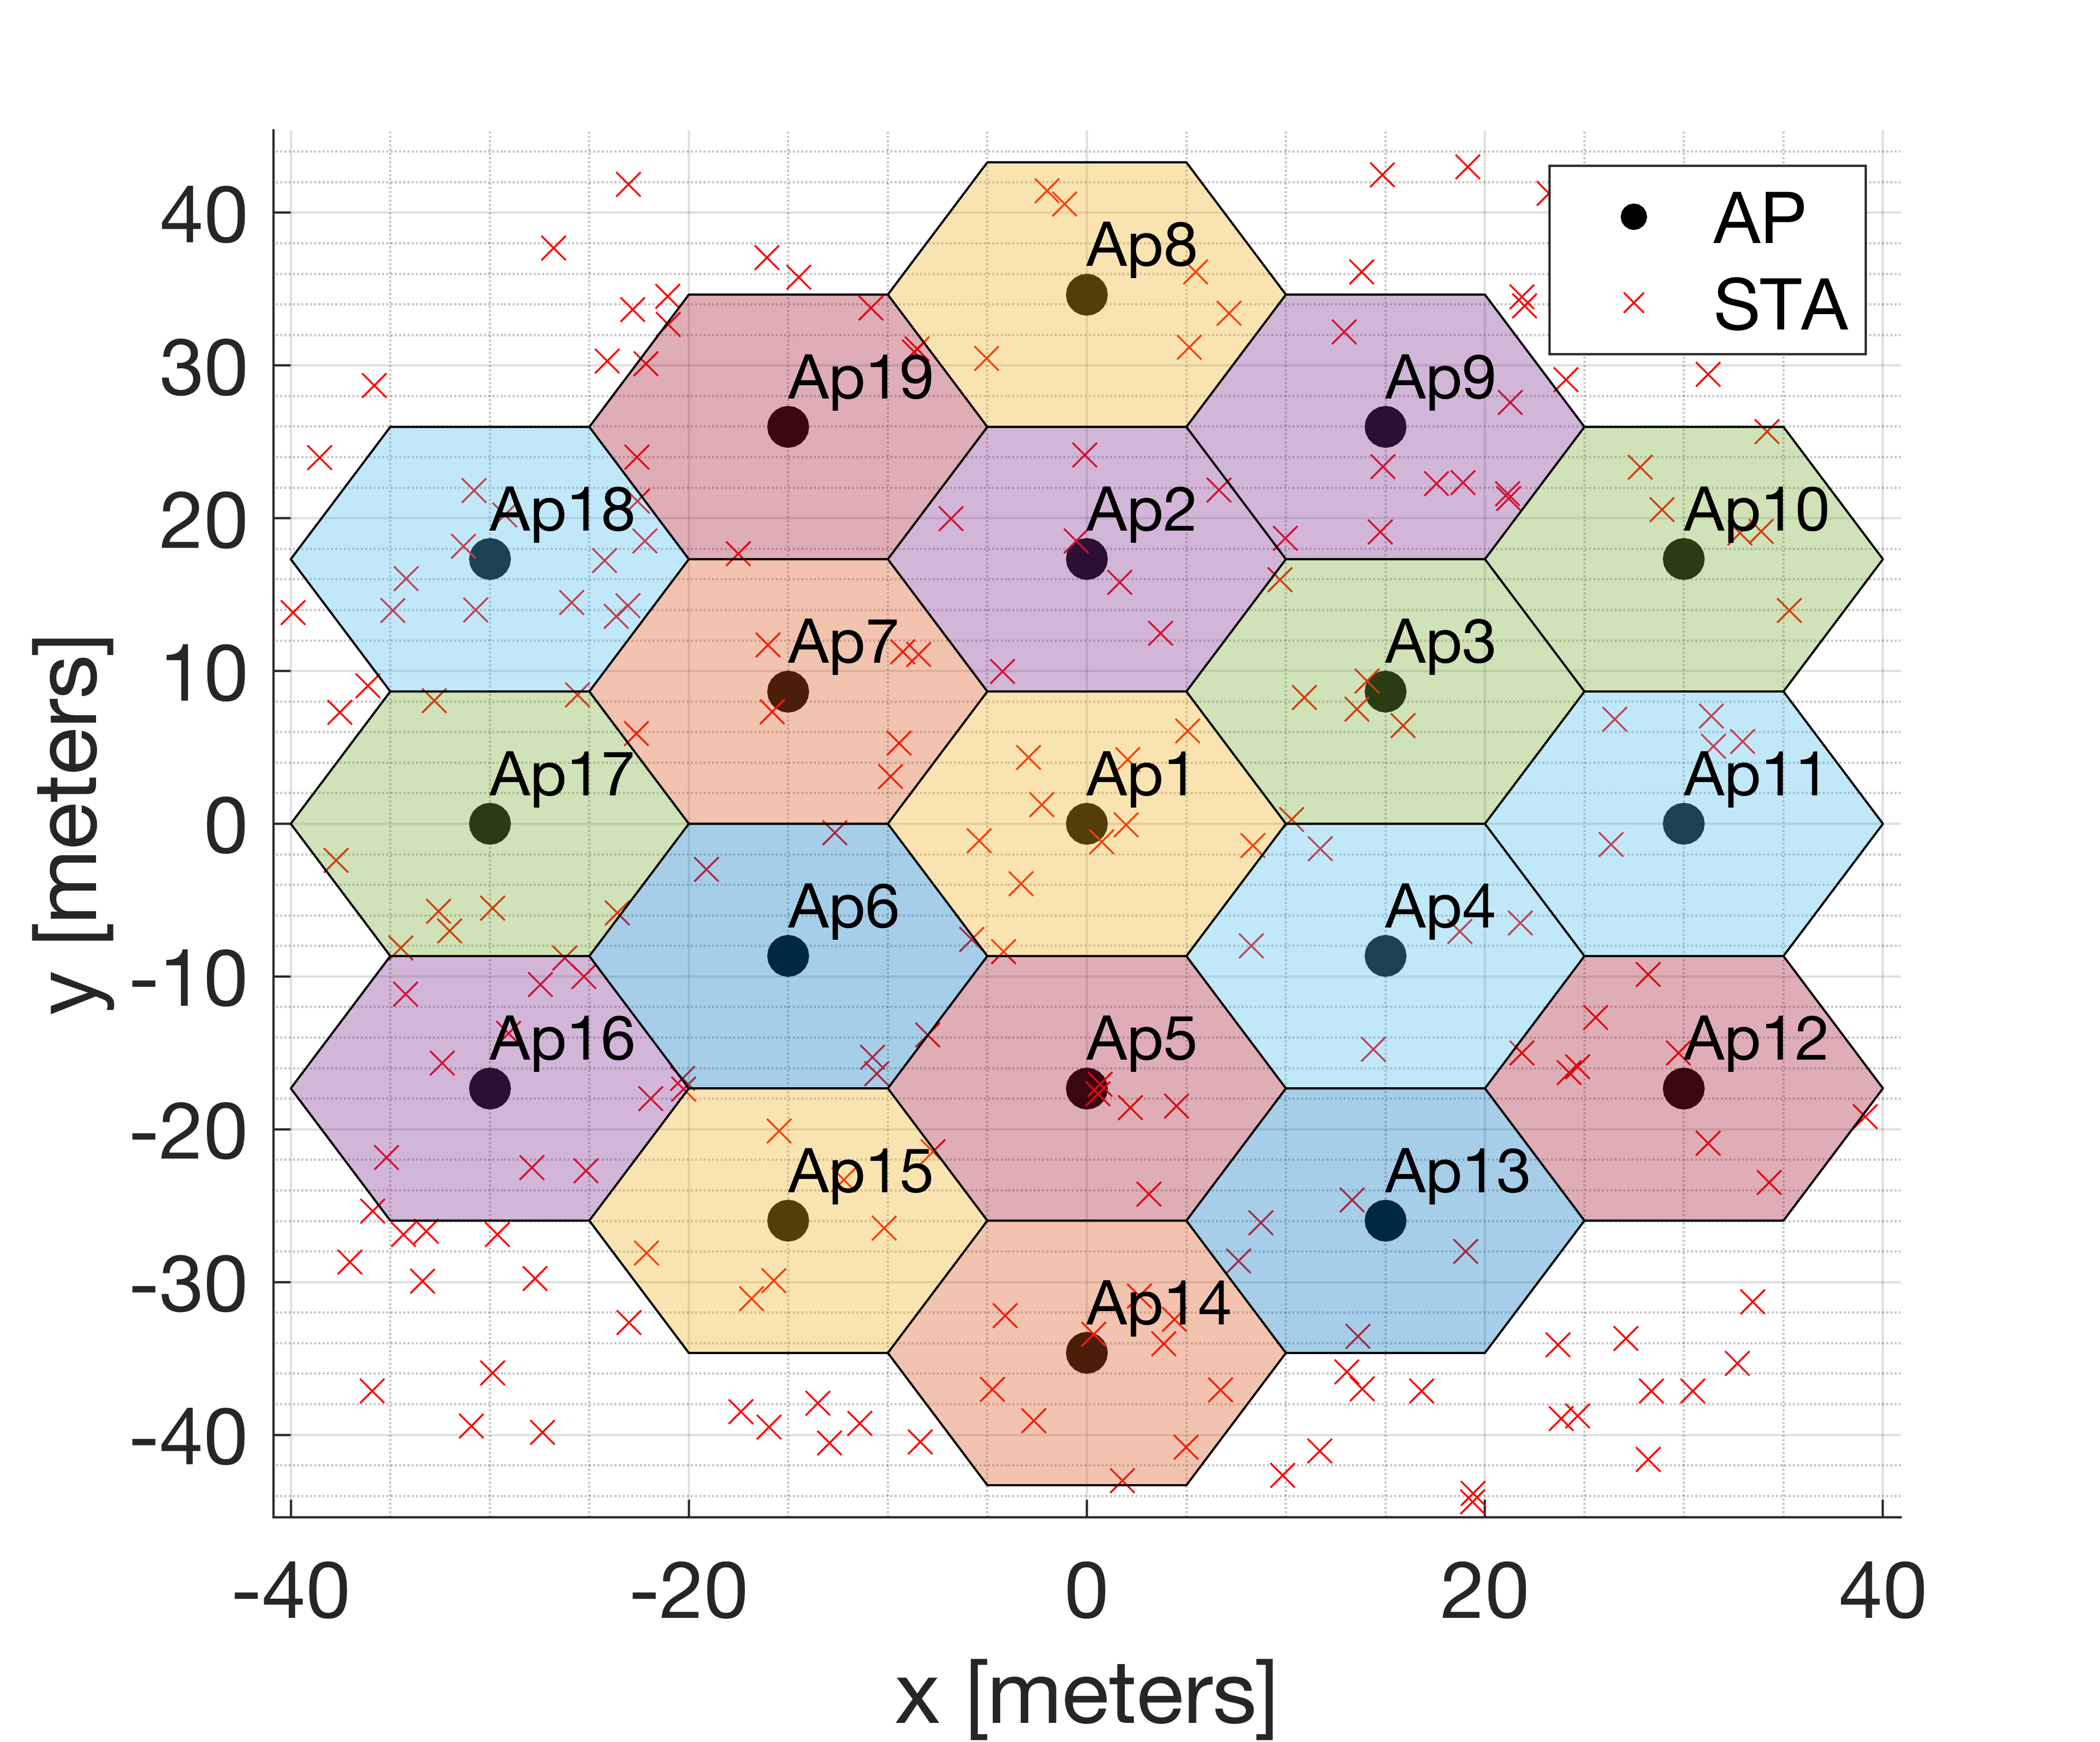 AP
STA
Ap8
Ap19
Ap9
Ap18
Ap2
Ap10
Ap7
Ap3
Ap17
Ap1
Ap11
Ap6
Ap4
Ap16
Ap5
Ap12
Ap15
Ap13
Ap14
40
30
20
10
0
-10
-20
-30
-40
y [meters]
-40 -20 0 20 40
x [meters]